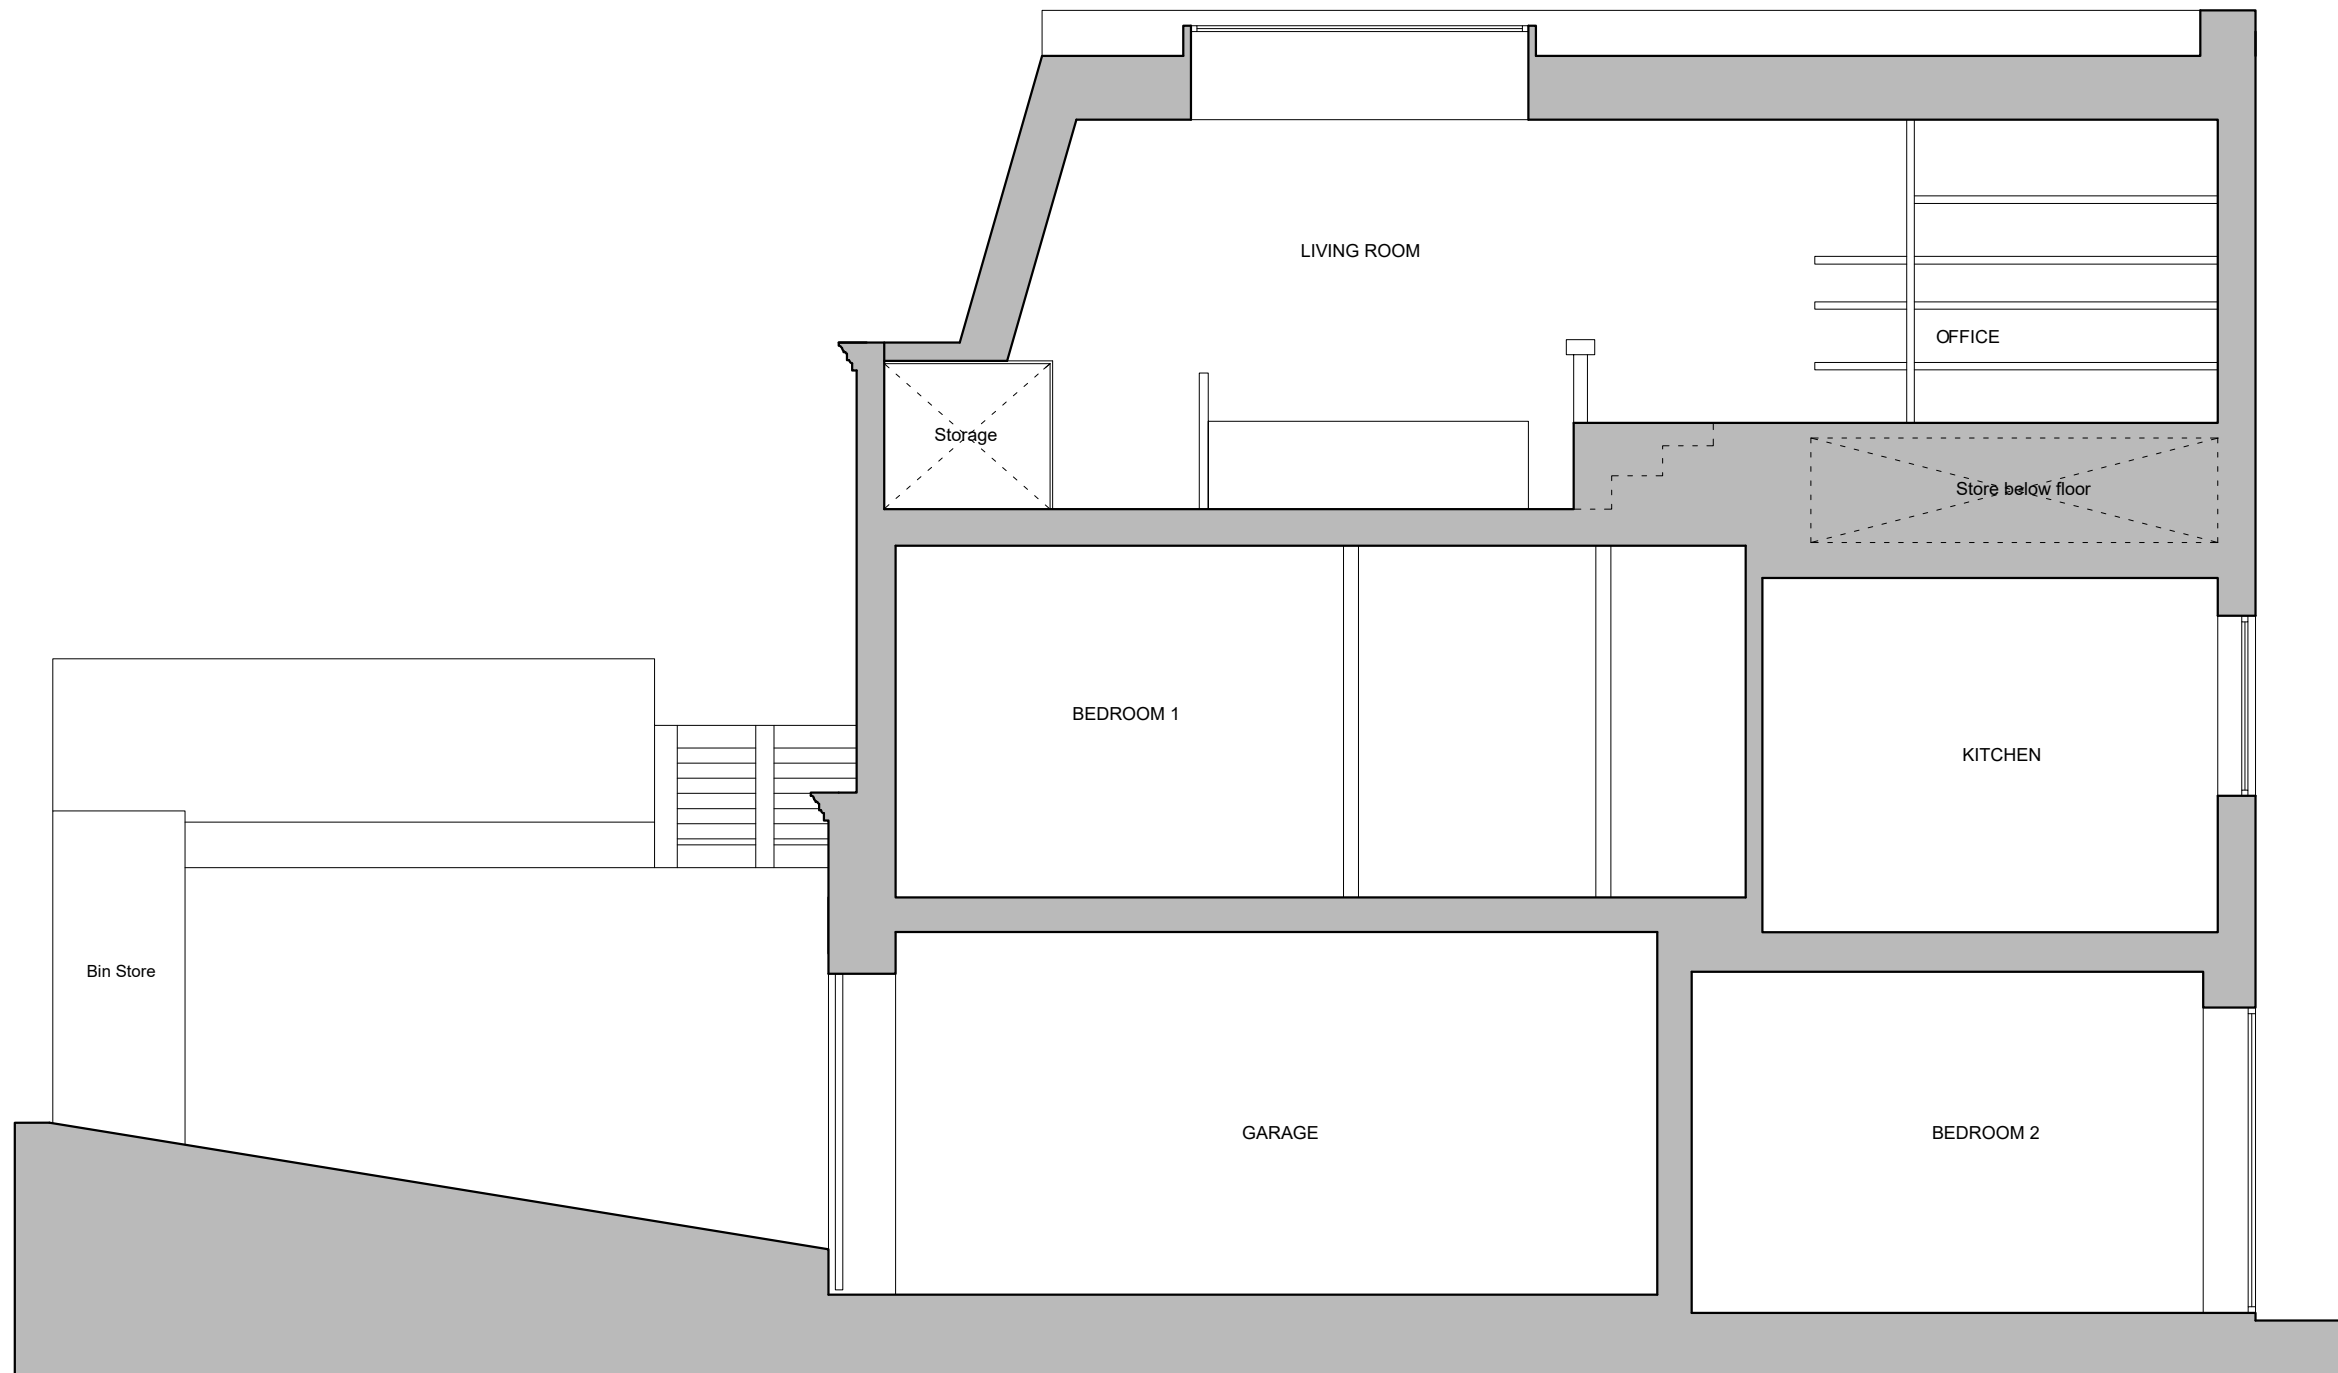 LIVING ROOM
OFFICE
Storage
Store below floor
BEDROOM 1
KITCHEN
Bin Store
GARAGE
BEDROOM 2